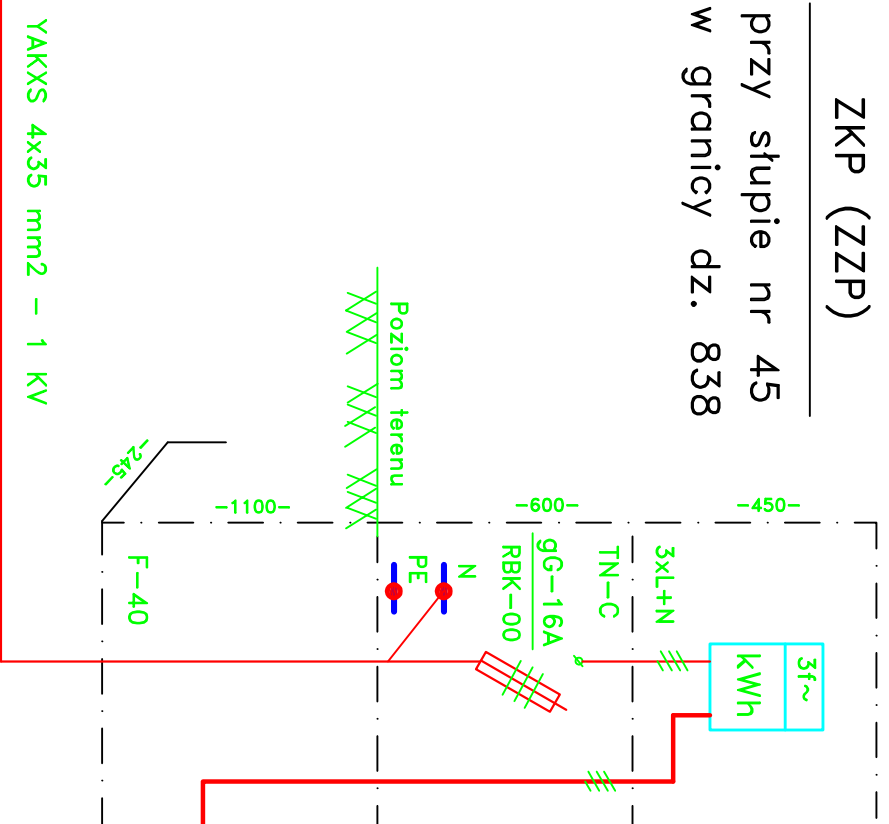 ZKP (ZZP)
przy słupie nr 45
w granicy dz. 838
-450-
-600-
-1100-
-245-
3f~
kWh
3xL+N
TN-C
gG-16A
RBK-00
N
PE
Poziom terenu
F-40
YAKXS 4x35 mm2 - 1 KV